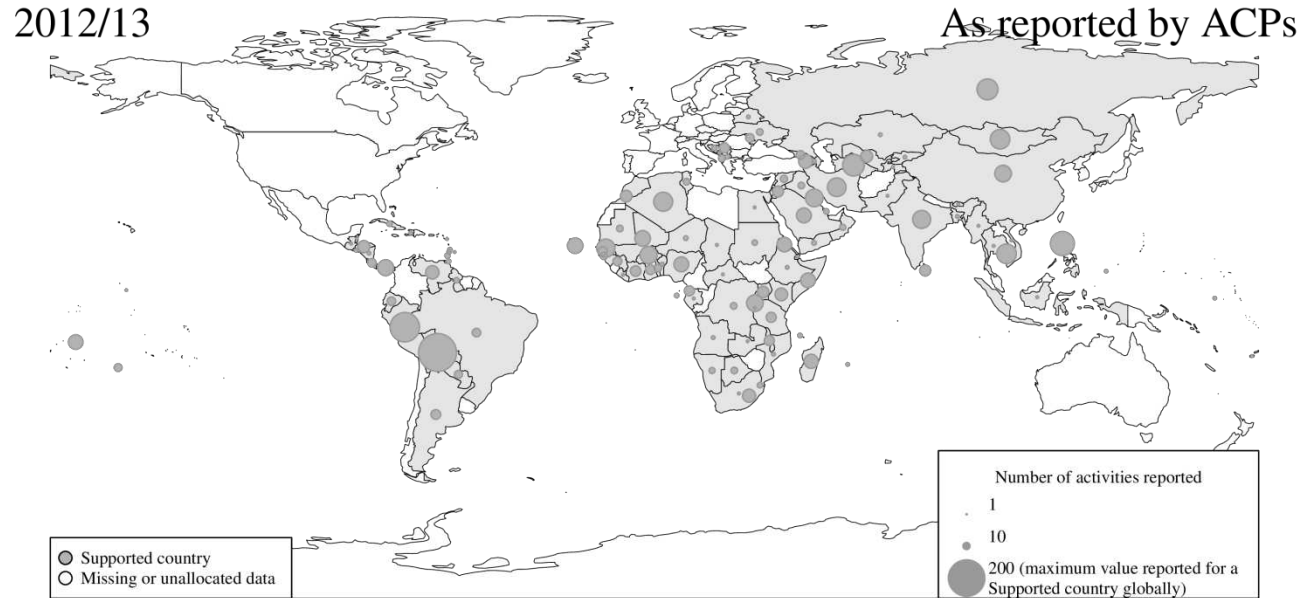 2012/13
As reported by ACPs
Supported country
Missing or unallocated data
Number of activities reported
1
10
200 (maximum value reported for a
Supported country globally)